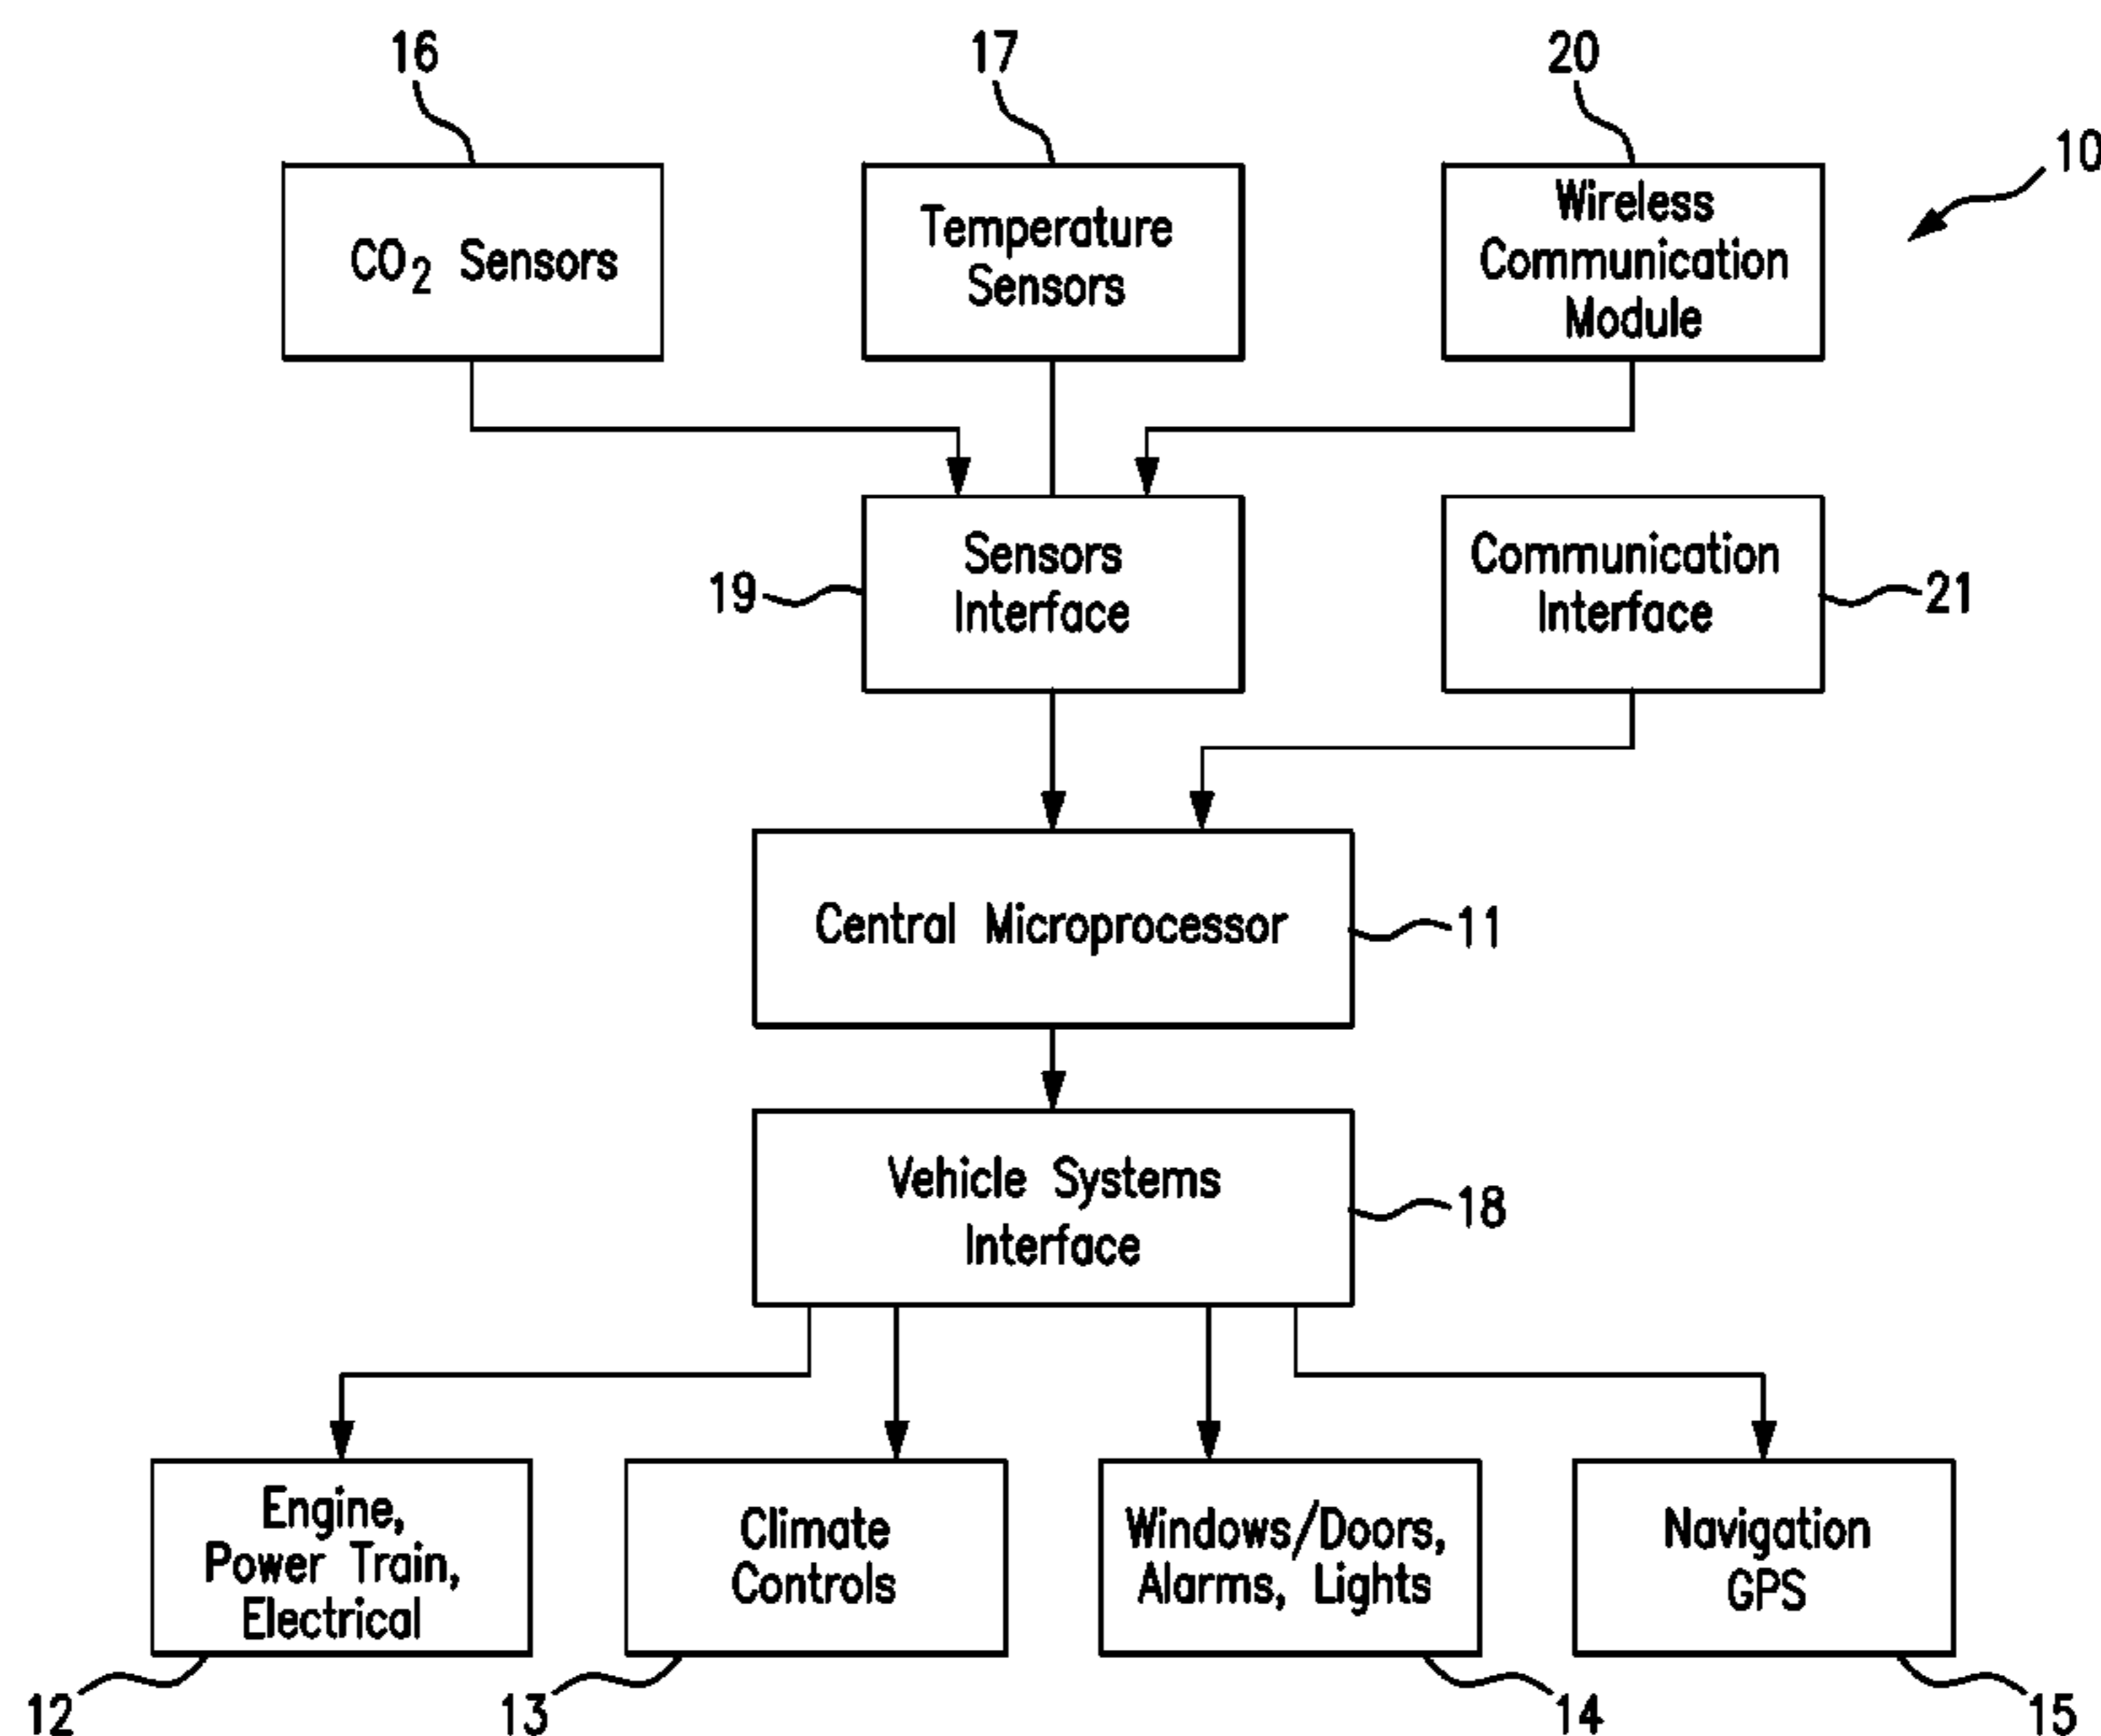 16
17
20
10
CO₂ Sensors
Temperature
Sensors
Wireless
Communication
Module
Sensors
Interface
19
Communication
Interface
21
Central Microprocessor
11
Vehicle Systems
Interface
18
Engine,
Power Train,
Electrical
Climate
Controls
Windows/Doors,
Alarms, Lights
Navigation
GPS
12
13
14
15